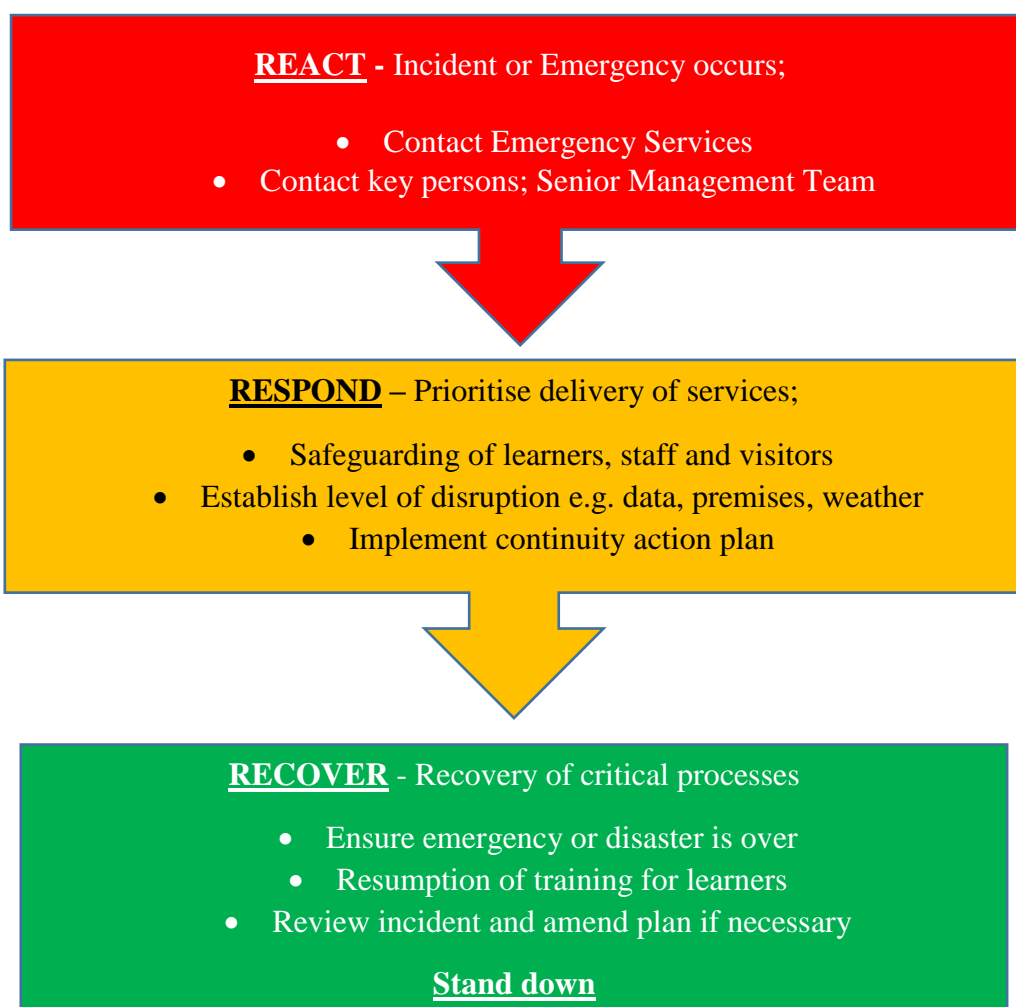 REACT - Incident or Emergency occurs;
• Contact Emergency Services
• Contact key persons; Senior Management Team
RESPOND – Prioritise delivery of services;
• Safeguarding of learners, staff and visitors
• Establish level of disruption e.g. data, premises, weather
• Implement continuity action plan
RECOVER - Recovery of critical processes
• Ensure emergency or disaster is over
• Resumption of training for learners
• Review incident and amend plan if necessary
Stand down